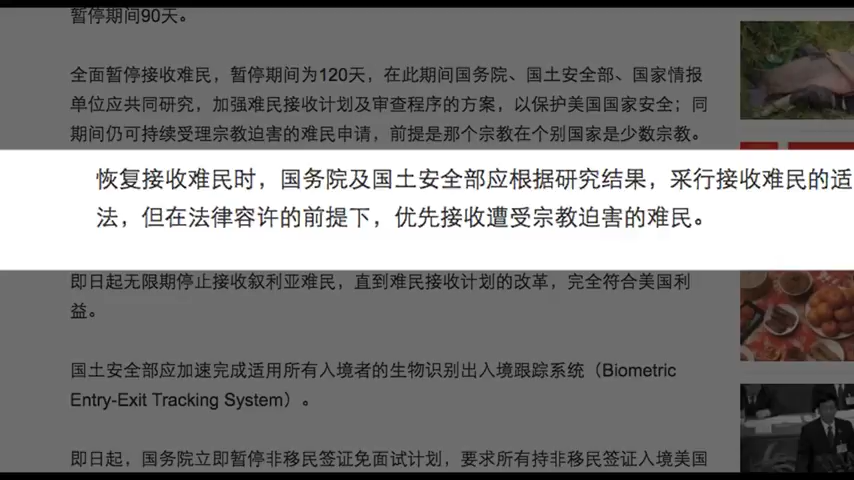 暂停期间90天。
全面暂停接收难民，暂停期间为120天，在此期间国务院、国土安全部、国家情报
单位应共同研究，加强难民接收计划及审查程序的方案，以保护美国国家安全；同
期间仍可持续受理宗教迫害的难民申请，前提是那个宗教在个别国家是少数宗教。
恢复接收难民时，国务院及国土安全部应根据研究结果，采行接收难民的适
法，但在法律容许的前提下，优先接收遭受宗教迫害的难民。
即日起无限期停止接收叙利亚难民，直到难民接收计划的改革，完全符合美国利
益。
国土安全部应加速完成适用所有入境者的生物识别出入境跟踪系统（Biometric
Entry-Exit Tracking System）。
即日起，国务院立即暂停非移民签证免面试计划，要求所有持非移民签证入境美国